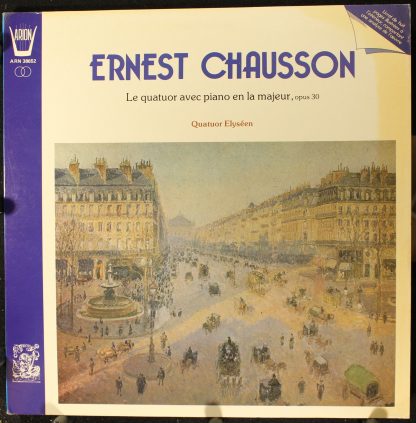 ARION
ARN 38652
ERNEST CHAUSSON
Le quatuor avec piano en la majeur, opus 30
Quatuor Elyséen